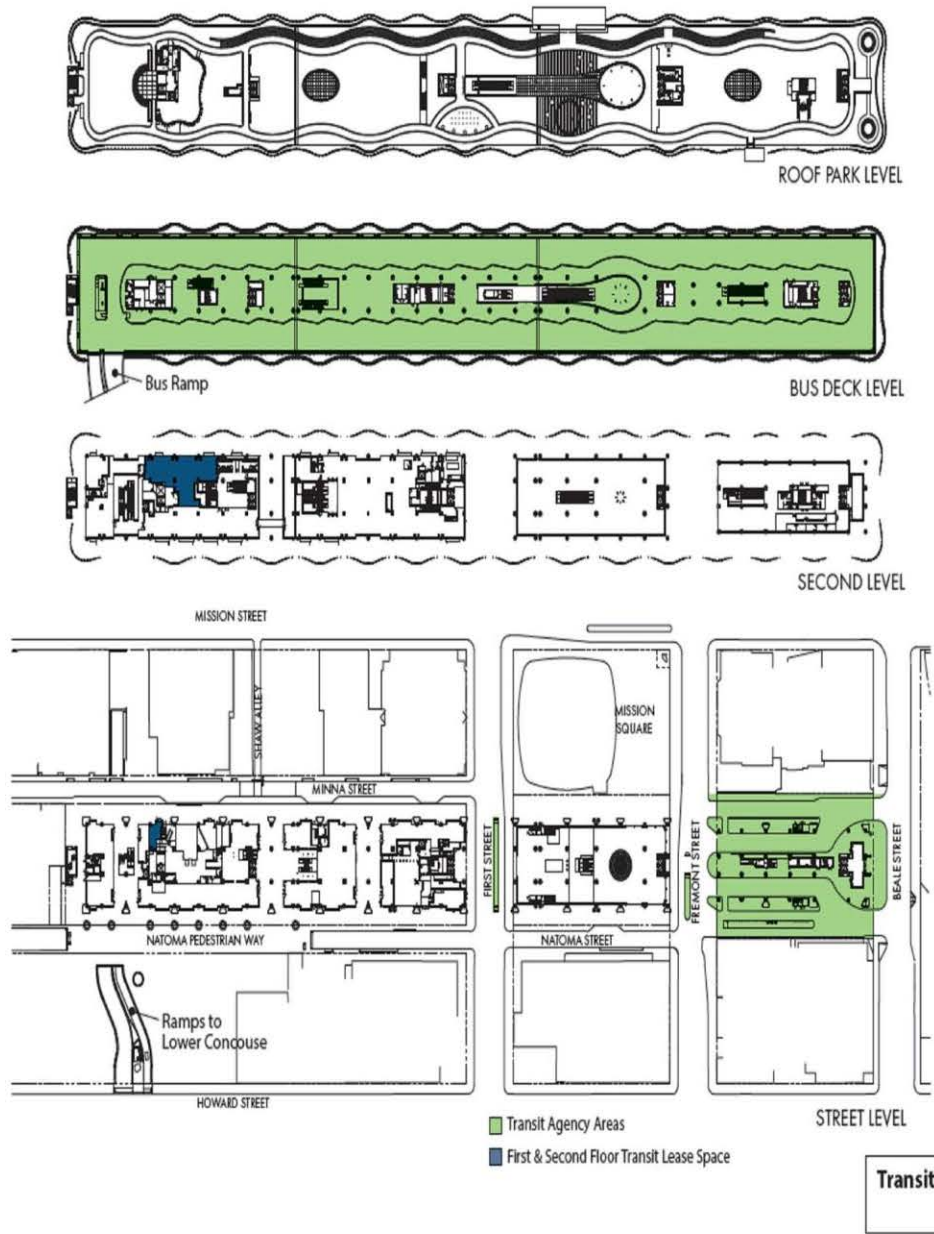 ROOF PARK LEVEL
Bus Ramp
BUS DECK LEVEL
SECOND LEVEL
MISSION STREET
SHAW ALLEY
MISSION
SQUARE
MINNA STREET
FIRST STREET
FREMONT STREET
BEALE STREET
NATOMA PEDESTRIAN WAY
NATOMA STREET
Ramps to
Lower Concouse
HOWARD STREET
STREET LEVEL
Transit Agency Areas
First & Second Floor Transit Lease Space
Transit